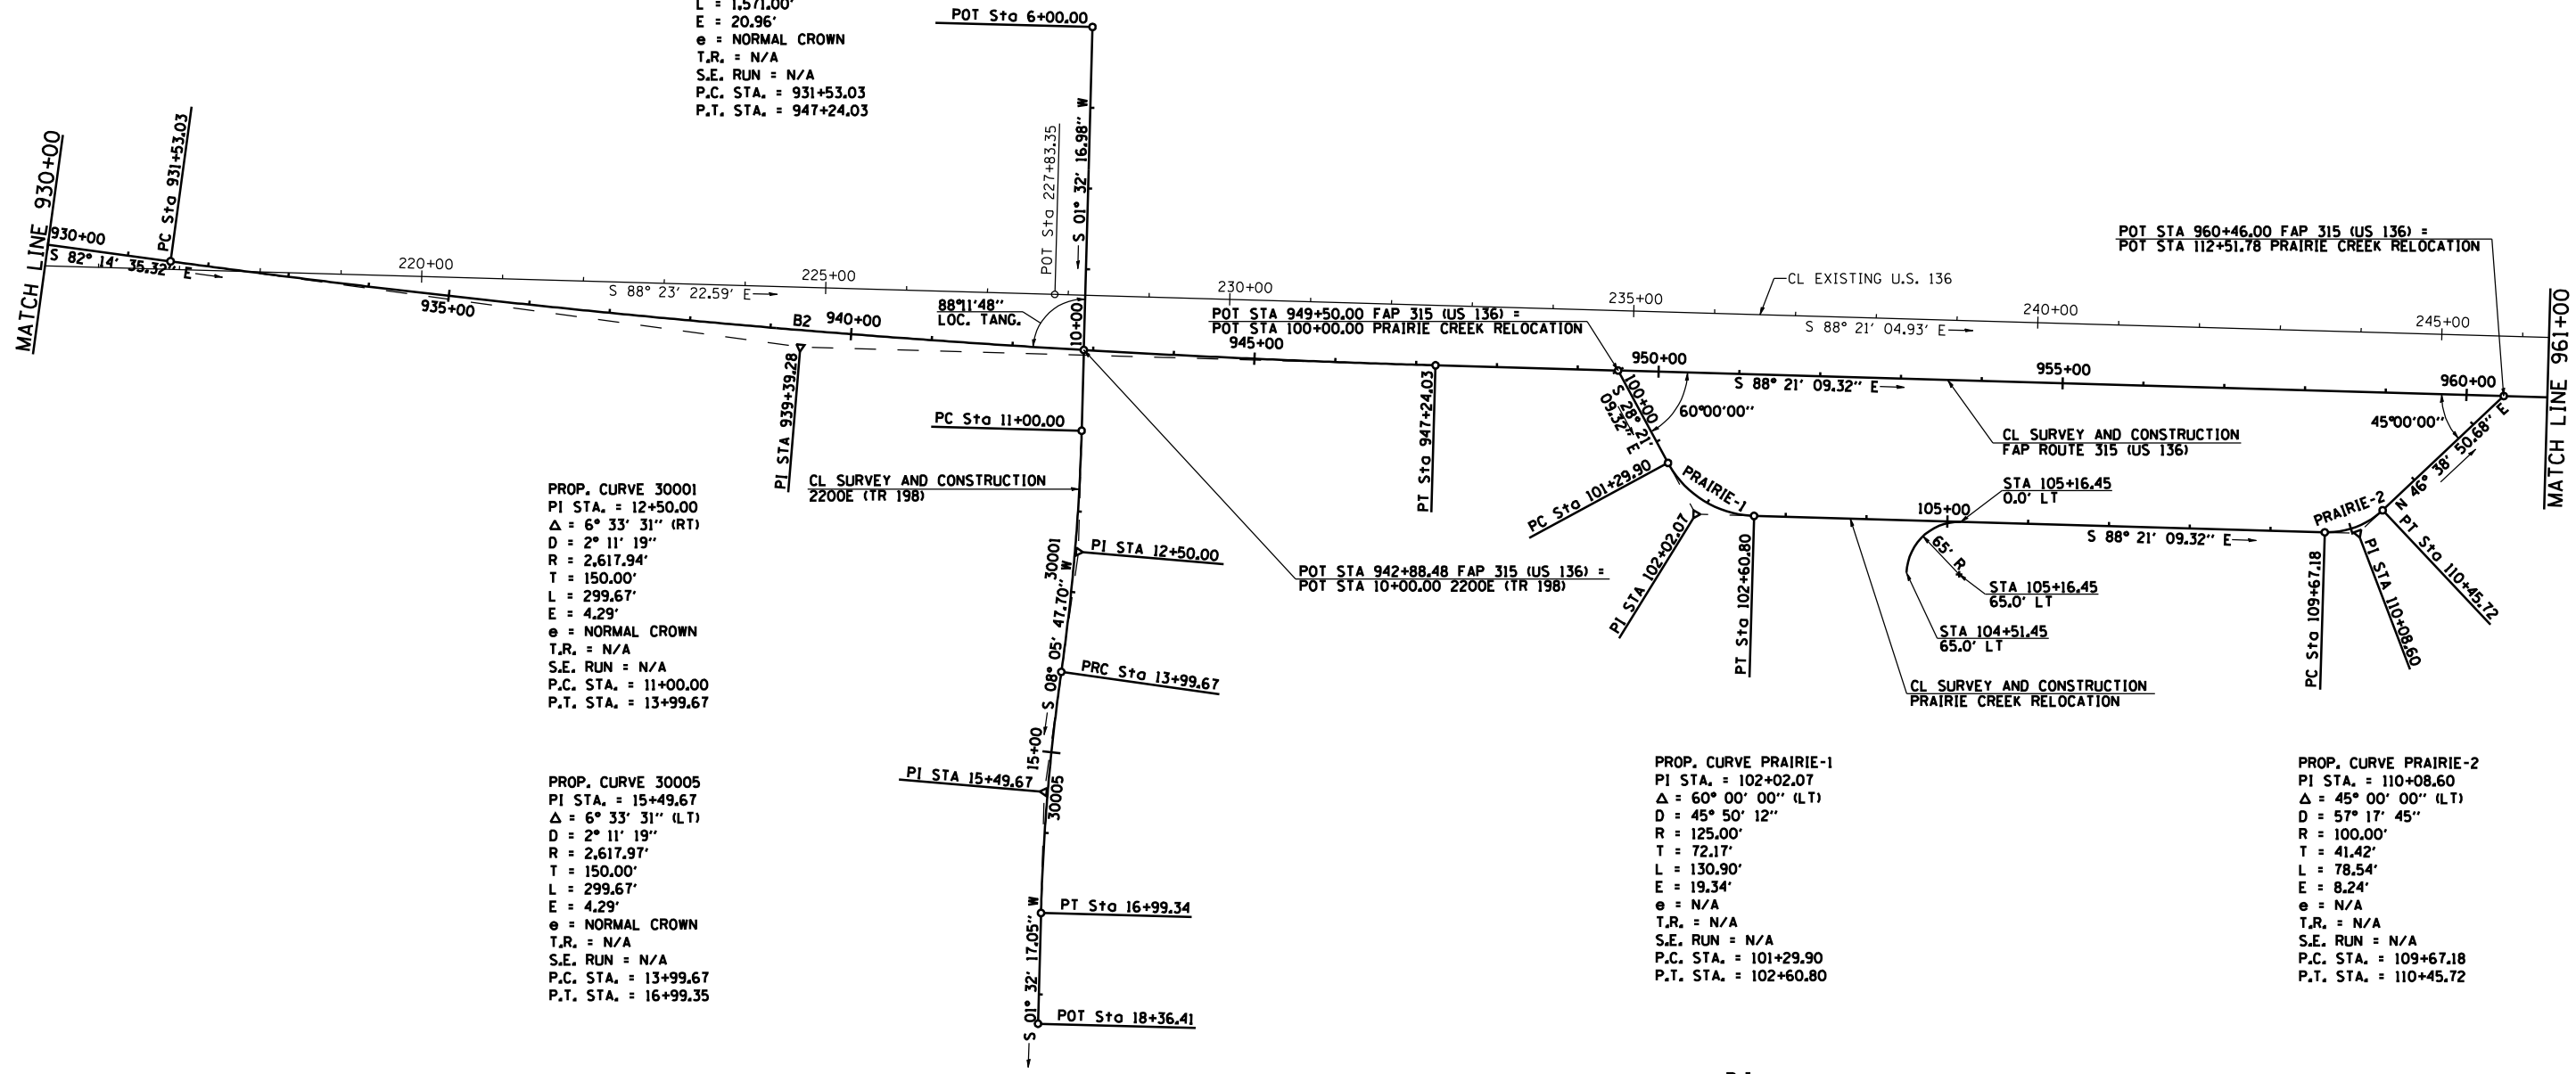 L = 1,571.00'
E = 20.96'
e = NORMAL CROWN
T.R. = N/A
S.E. RUN = N/A
P.C. STA. = 931+53.03
P.T. STA. = 947+24.03
POT Sta 6+00.00
S 01° 32' 16.98" W
POT Sta 227+83.35
MATCH LINE 930+00
930+00
S 82° 14' 35.32" E
PC Sta 931+53.03
220+00
935+00
S 88° 23' 22.59' E
225+00
B2
940+00
88°11'48"
LOC. TANG.
10+00
PI STA 939+39.28
230+00
POT STA 949+50.00 FAP 315 (US 136) =
POT STA 100+00.00 PRAIRIE CREEK RELOCATION
945+00
235+00
CL EXISTING U.S. 136
S 88° 21' 04.93' E
240+00
245+00
POT STA 960+46.00 FAP 315 (US 136) =
POT STA 112+51.78 PRAIRIE CREEK RELOCATION
MATCH LINE 961+00
950+00
S 88° 21' 09.32" E
955+00
960+00
100+00
S 28° 21'
09.32" E
60°00'00"
45°00'00"
N 46° 38' 50.68" E
CL SURVEY AND CONSTRUCTION
FAP ROUTE 315 (US 136)
PT Sta 947+24.03
PC Sta 11+00.00
CL SURVEY AND CONSTRUCTION
2200E (TR 198)
PC Sta 101+29.90
PRAIRIE-1
PI STA 102+02.07
PT Sta 102+60.80
105+00
STA 105+16.45
0.0' LT
65' R
STA 105+16.45
65.0' LT
STA 104+51.45
65.0' LT
S 88° 21' 09.32" E
PRAIRIE-2
PC Sta 109+67.18
PI STA 110+08.60
PT Sta 110+45.72
CL SURVEY AND CONSTRUCTION
PRAIRIE CREEK RELOCATION
PROP. CURVE 30001
PI STA. = 12+50.00
Δ = 6° 33' 31" (RT)
D = 2° 11' 19"
R = 2,617.94'
T = 150.00'
L = 299.67'
E = 4.29'
e = NORMAL CROWN
T.R. = N/A
S.E. RUN = N/A
P.C. STA. = 11+00.00
P.T. STA. = 13+99.67
30001
PI STA 12+50.00
S 08° 05' 47.70" W
POT STA 942+88.48 FAP 315 (US 136) =
POT STA 10+00.00 2200E (TR 198)
PRC Sta 13+99.67
15+00
PI STA 15+49.67
30005
PROP. CURVE 30005
PI STA. = 15+49.67
Δ = 6° 33' 31" (LT)
D = 2° 11' 19"
R = 2,617.97'
T = 150.00'
L = 299.67'
E = 4.29'
e = NORMAL CROWN
T.R. = N/A
S.E. RUN = N/A
P.C. STA. = 13+99.67
P.T. STA. = 16+99.35
PT Sta 16+99.34
S 01° 32' 17.05" W
POT Sta 18+36.41
PROP. CURVE PRAIRIE-1
PI STA. = 102+02.07
Δ = 60° 00' 00" (LT)
D = 45° 50' 12"
R = 125.00'
T = 72.17'
L = 130.90'
E = 19.34'
e = N/A
T.R. = N/A
S.E. RUN = N/A
P.C. STA. = 101+29.90
P.T. STA. = 102+60.80
PROP. CURVE PRAIRIE-2
PI STA. = 110+08.60
Δ = 45° 00' 00" (LT)
D = 57° 17' 45"
R = 100.00'
T = 41.42'
L = 78.54'
E = 8.24'
e = N/A
T.R. = N/A
S.E. RUN = N/A
P.C. STA. = 109+67.18
P.T. STA. = 110+45.72